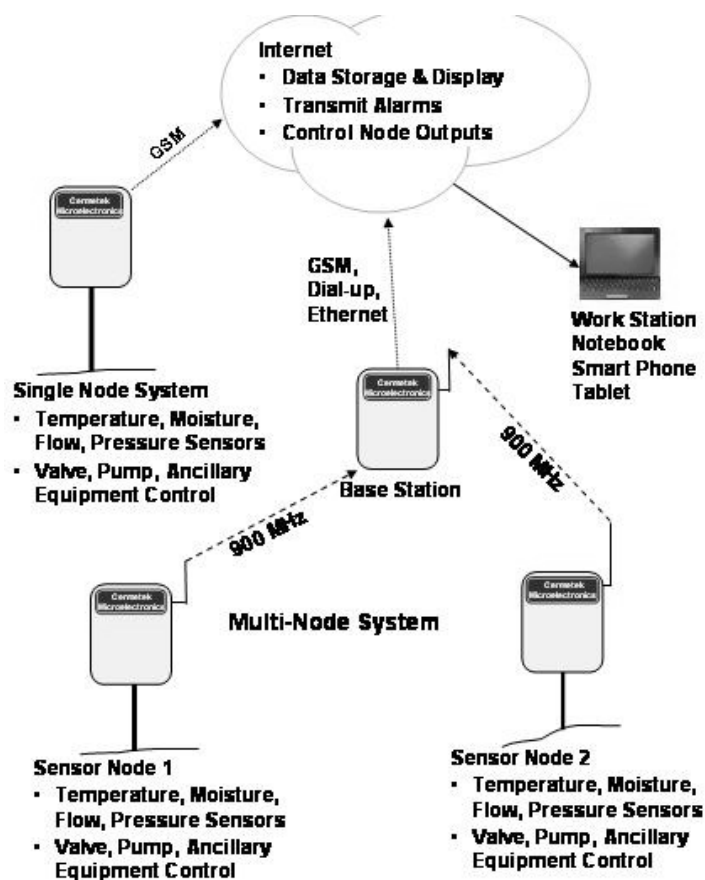 Internet
▪ Data Storage & Display
▪ Transmit Alarms
▪ Control Node Outputs
GSM
Cermetek
Microelectronics
GSM,
Dial-up,
Ethernet
Work Station
Notebook
Smart Phone
Tablet
Single Node System
▪ Temperature, Moisture,
Flow, Pressure Sensors
▪ Valve, Pump, Ancillary
Equipment Control
Cermetek
Microelectronics
Base Station
900 MHz
900 MHz
Cermetek
Microelectronics
Multi-Node System
Cermetek
Microelectronics
Sensor Node 1
▪ Temperature, Moisture,
Flow, Pressure Sensors
▪ Valve, Pump, Ancillary
Equipment Control
Sensor Node 2
▪ Temperature, Moisture,
Flow, Pressure Sensors
▪ Valve, Pump, Ancillary
Equipment Control